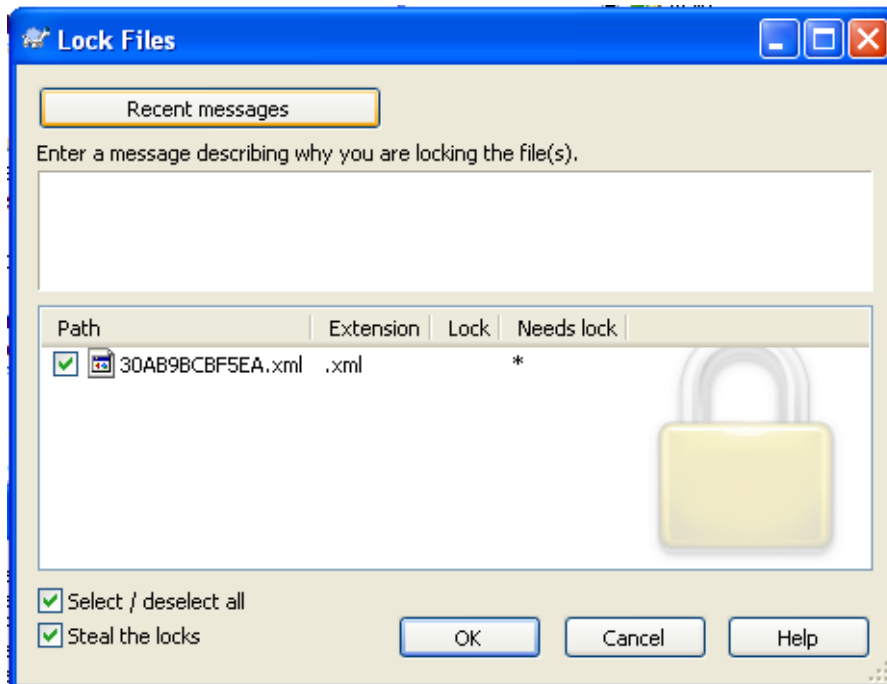 Lock Files
Recent messages
Enter a message describing why you are locking the file(s).
Path Extension Lock Needs lock
30AB9BCBF5EA.xml .xml *
Select / deselect all
Steal the locks
OK Cancel Help